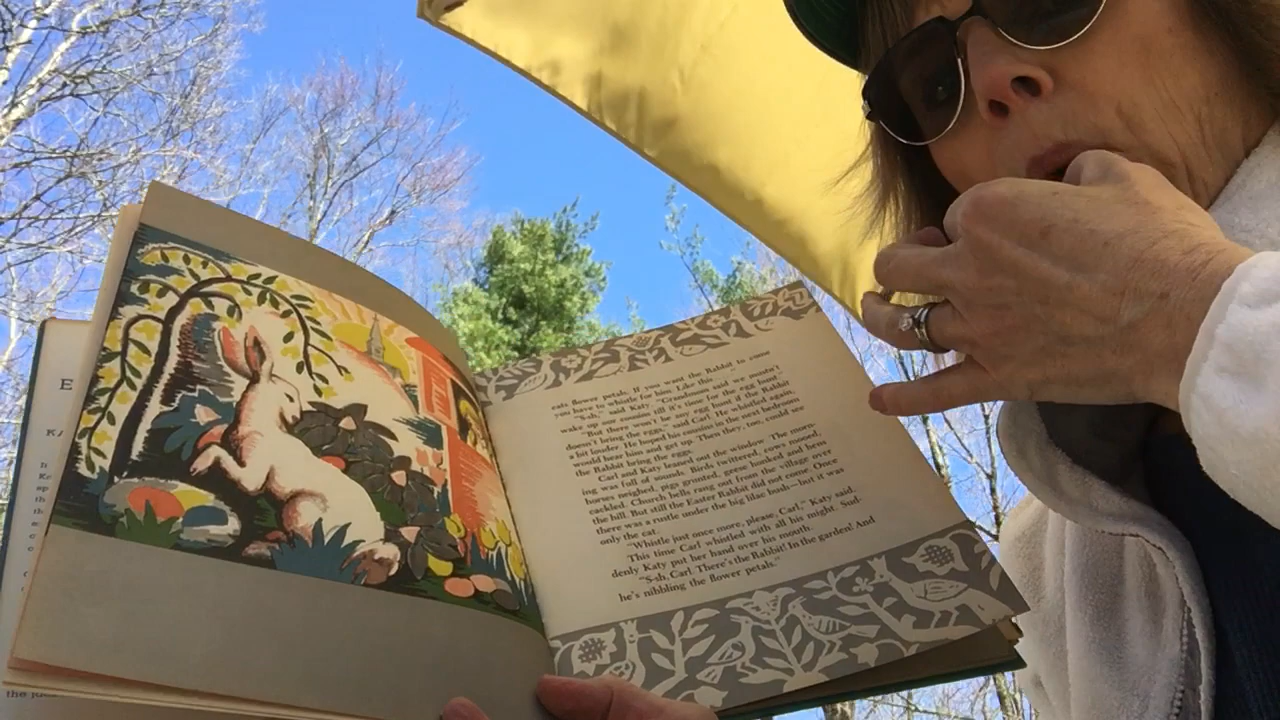 E
KA
the
eats flower petals. If you want the Rabbit to come
you have to whistle for him. Like this——"
"S-sh," said Katy. "Grandmom said we mustn't
wake up our cousins till it's time for the egg hunt."
"But there won't be any egg hunt if the Rabbit
doesn't bring the eggs," said Carl. He whistled again,
a bit louder. He hoped his cousins in the next bedroom
would hear him and get up. Then they, too, could see
the Rabbit bring the eggs.
Carl and Katy leaned out the window. The morn-
ing was full of sounds. Birds twittered, cows mooed,
horses neighed, pigs grunted, geese honked and hens
cackled. Church bells rang out from the village over
the hill. But still the Easter Rabbit did not come. Once
there was a rustle under the big lilac bush—but it was
only the cat.
"Whistle just once more, please, Carl," Katy said.
This time Carl whistled with all his might. Sud-
denly Katy put her hand over his mouth.
"S-sh, Carl. There's the Rabbit! In the garden! And
he's nibbling the flower petals."